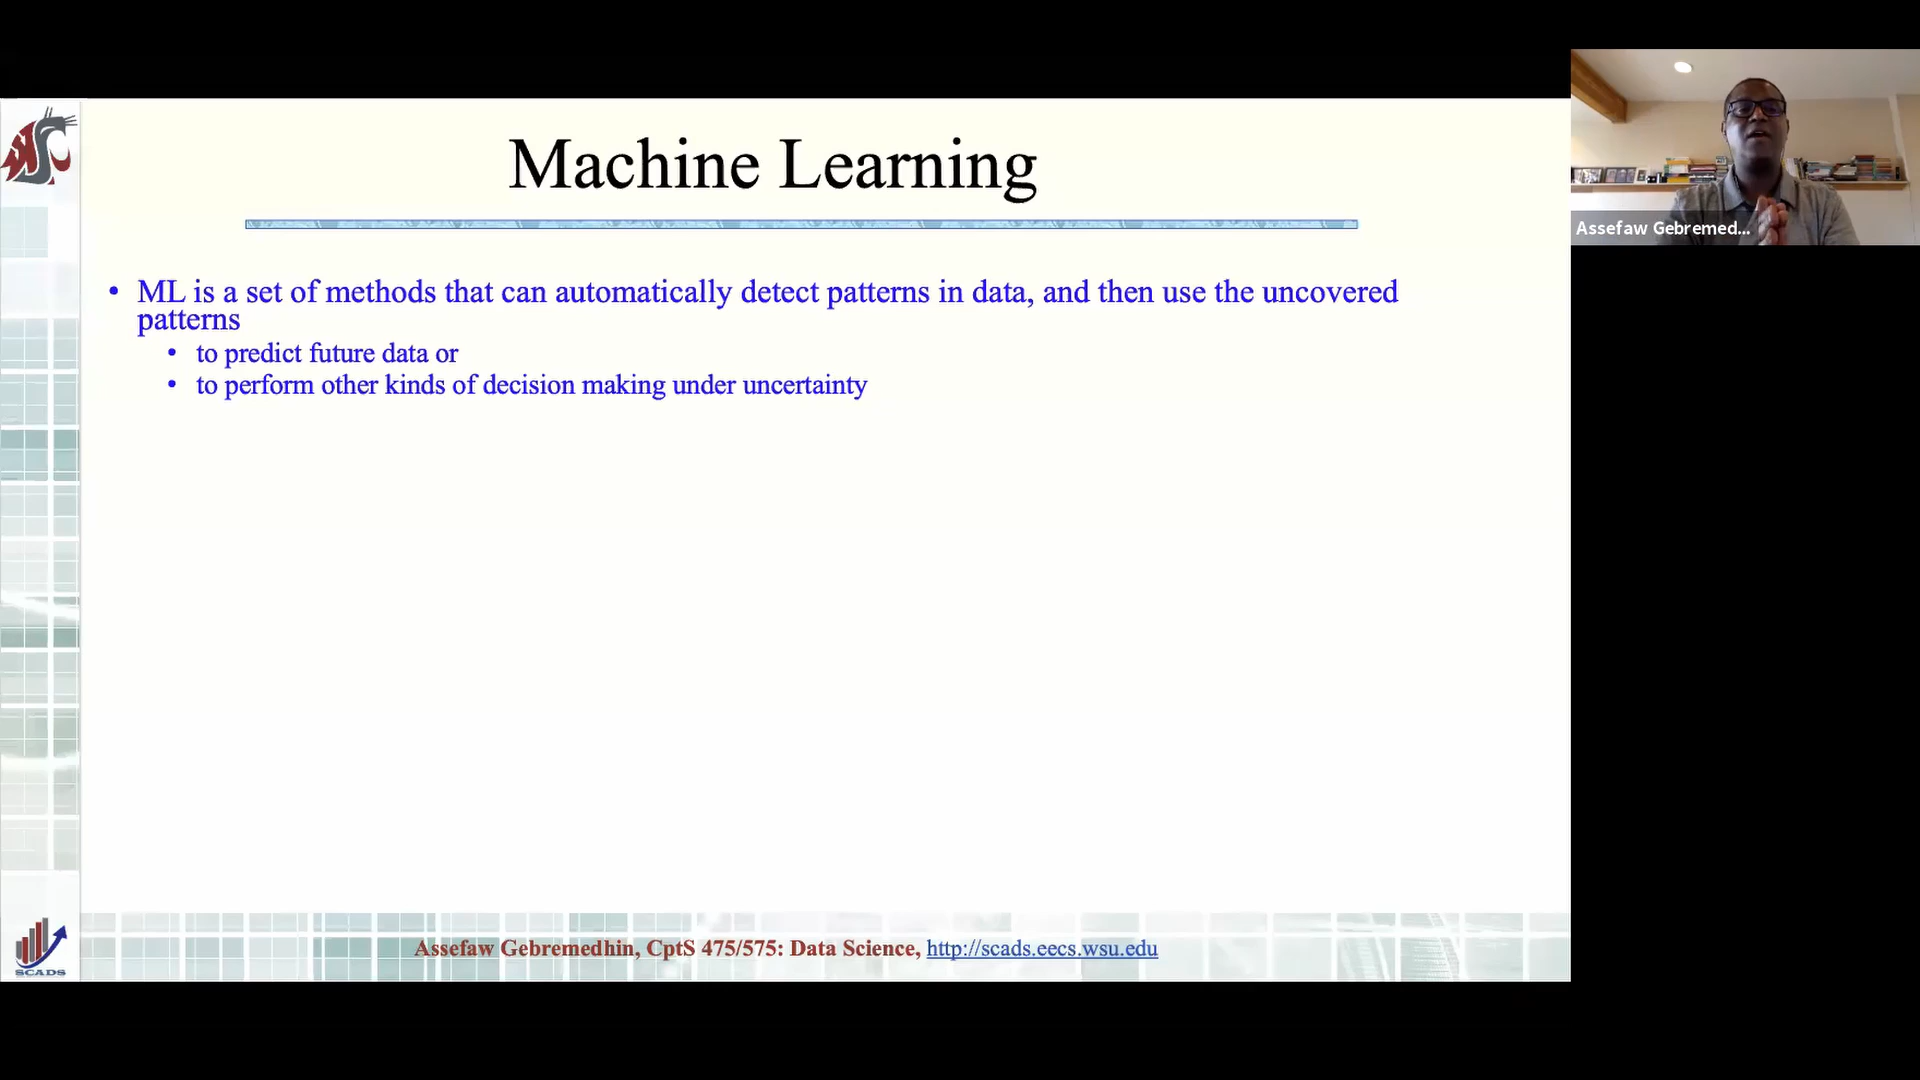 Machine Learning
• ML is a set of methods that can automatically detect patterns in data, and then use the uncovered
patterns
• to predict future data or
• to perform other kinds of decision making under uncertainty
Assefaw Gebremedhin, CptS 475/575: Data Science, http://scads.eecs.wsu.edu
SCADS
Assefaw Gebremed...